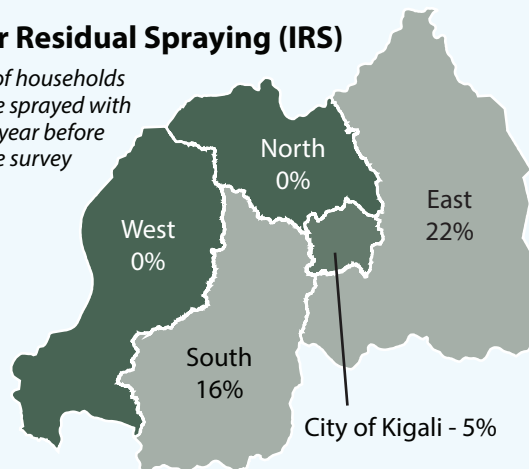 r Residual Spraying (IRS)
of households
e sprayed with
year before
e survey
North
0%
East
22%
West
0%
South
16%
City of Kigali - 5%